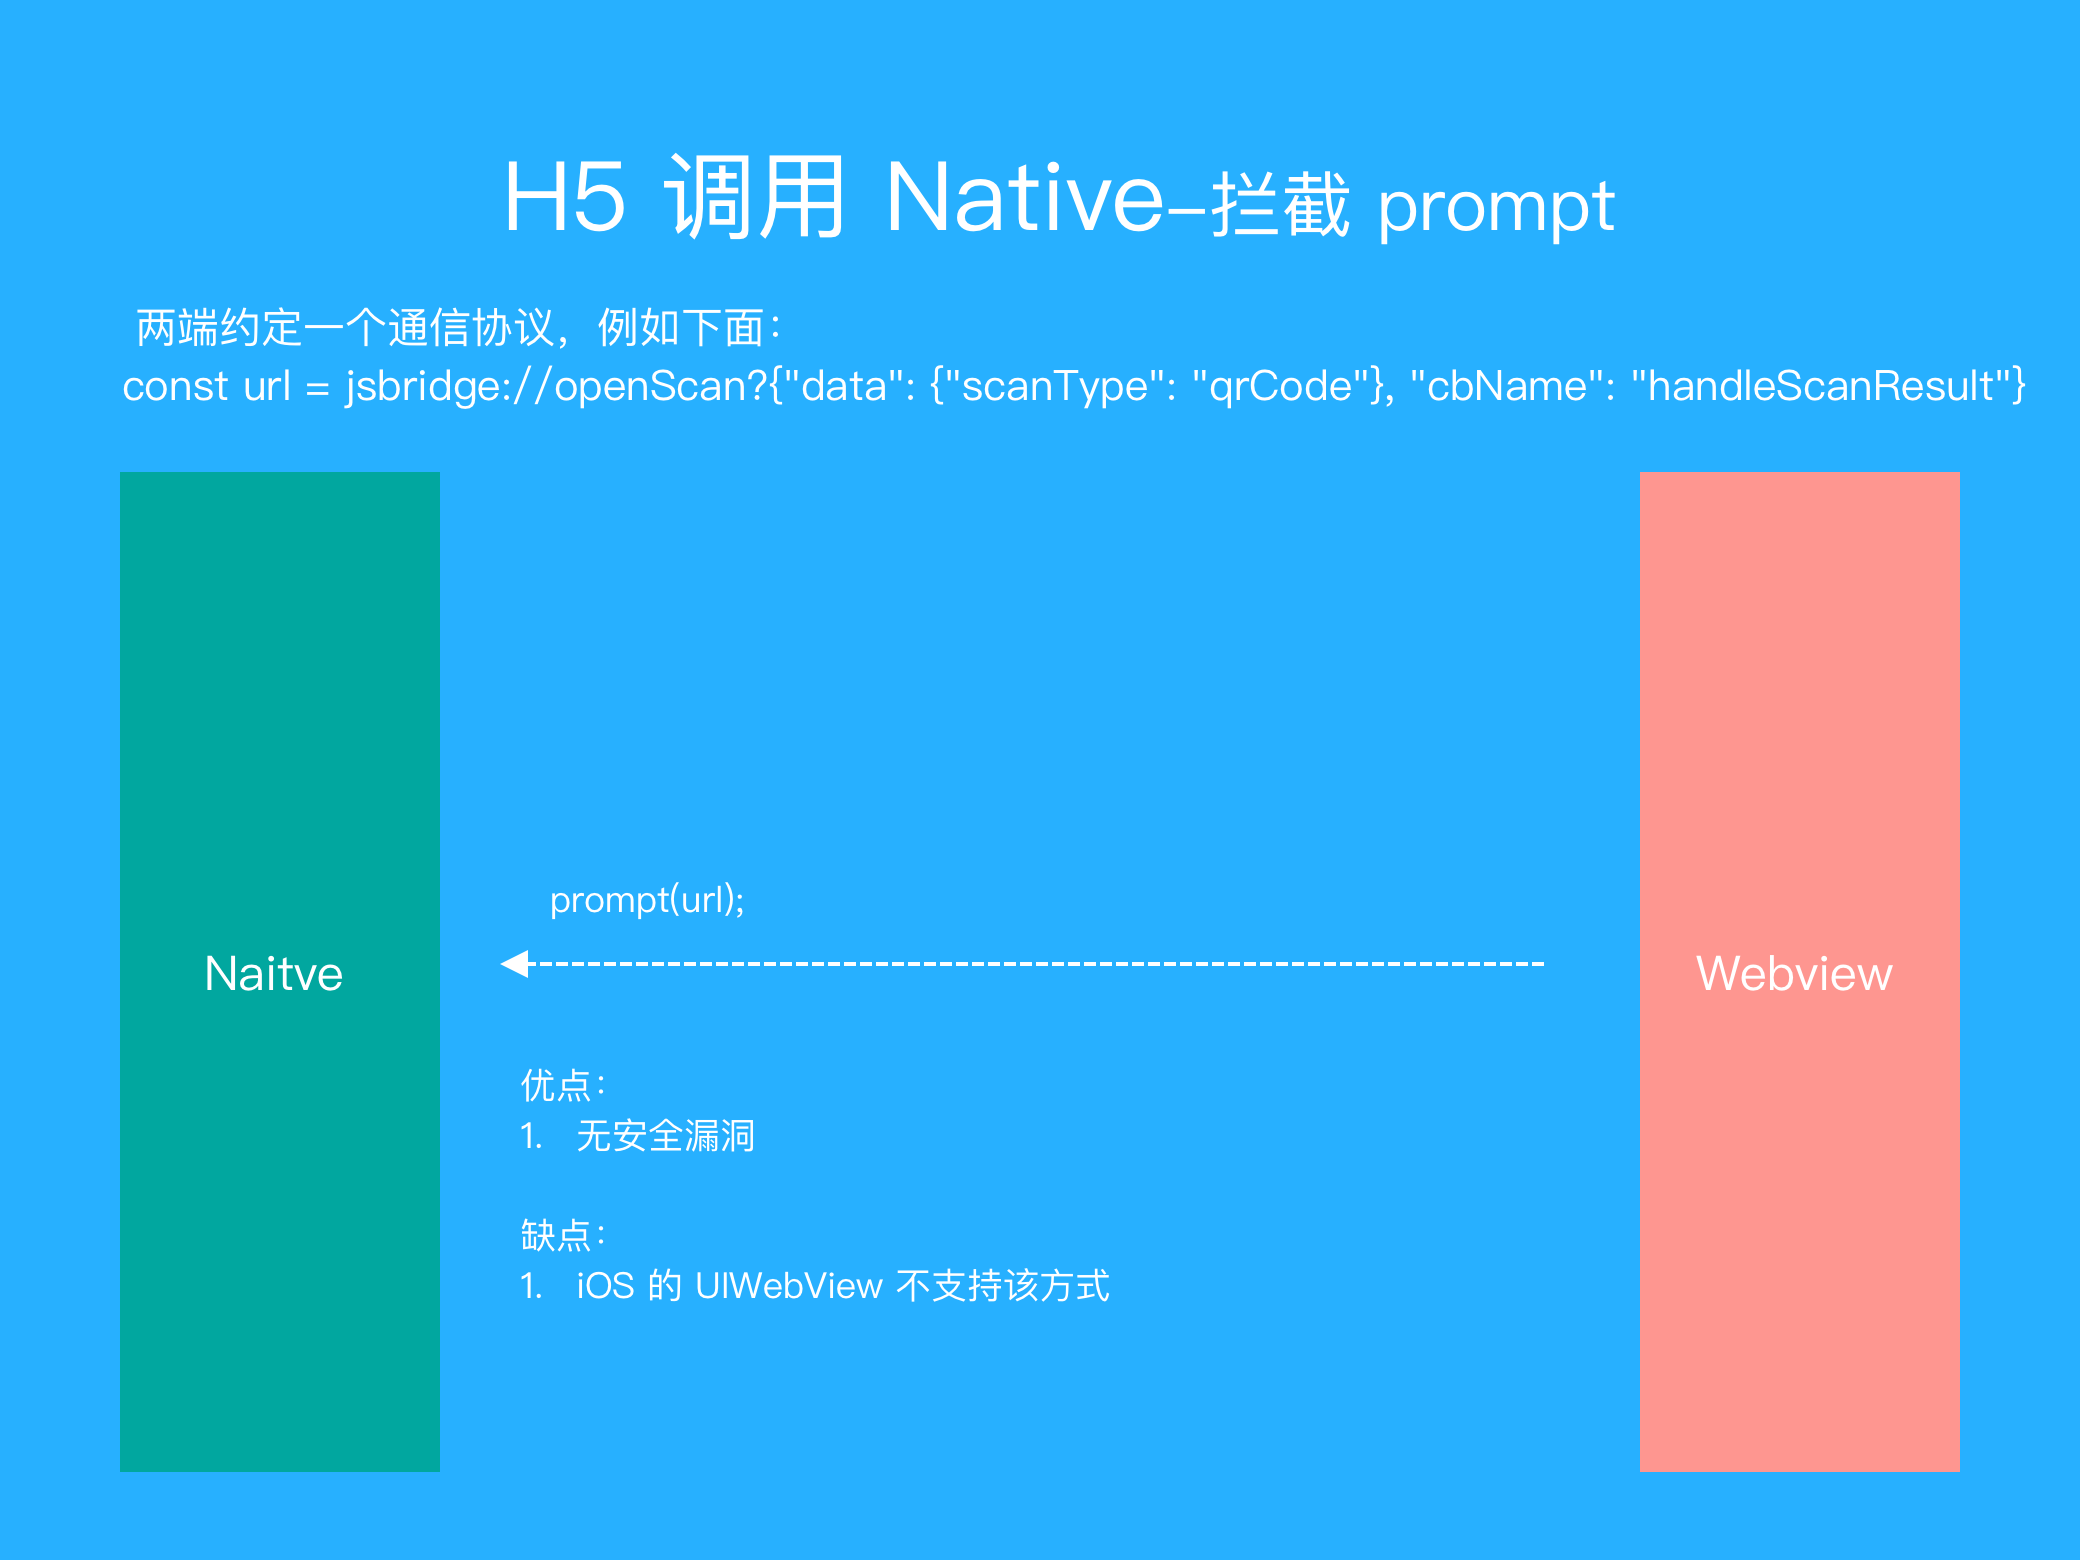 H5 调用 Native-拦截 prompt
两端约定一个通信协议，例如下面：
const url = jsbridge://openScan?{"data": {"scanType": "qrCode"}, "cbName": "handleScanResult"}
prompt(url);
Naitve
Webview
优点：
1. 无安全漏洞
缺点：
1. iOS 的 UIWebView 不支持该方式